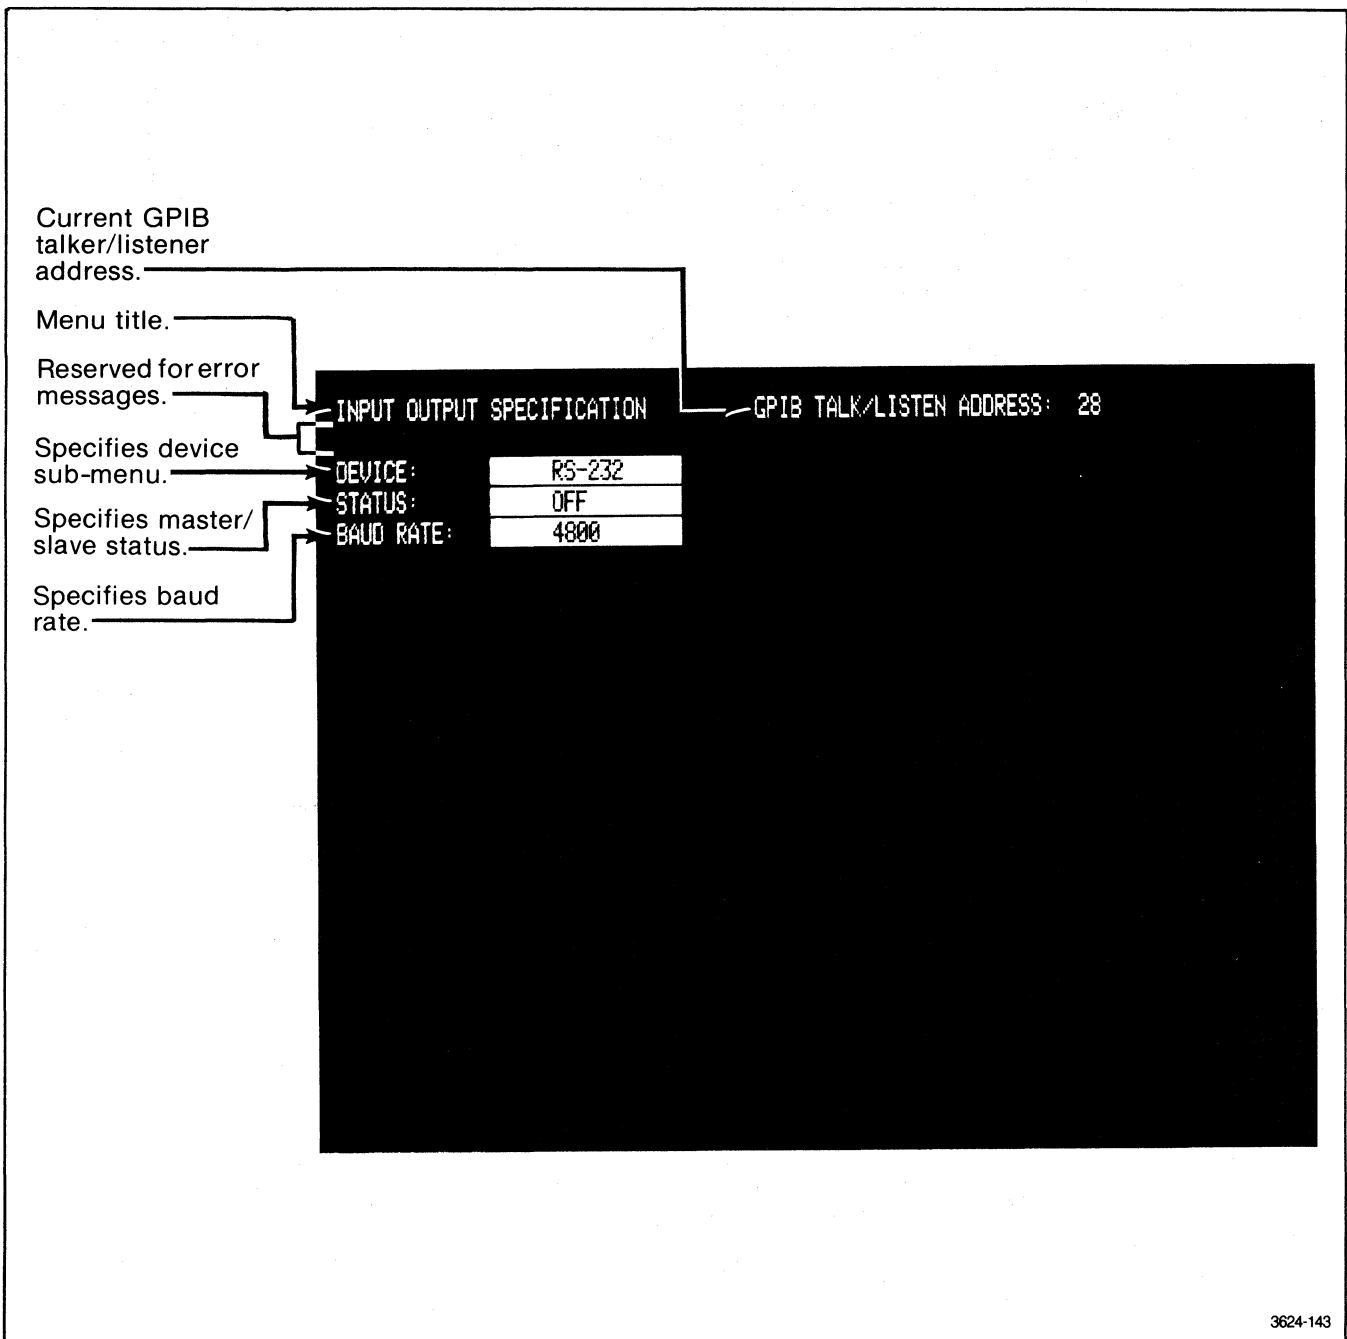 Current GPIB
talker/listener
address.
Menu title.
Reserved for error
messages.
Specifies device
sub-menu.
Specifies master/
slave status.
Specifies baud
rate.
INPUT OUTPUT SPECIFICATION GPIB TALK/LISTEN ADDRESS: 28
DEVICE: RS-232
STATUS: OFF
BAUD RATE: 4800
3624-143